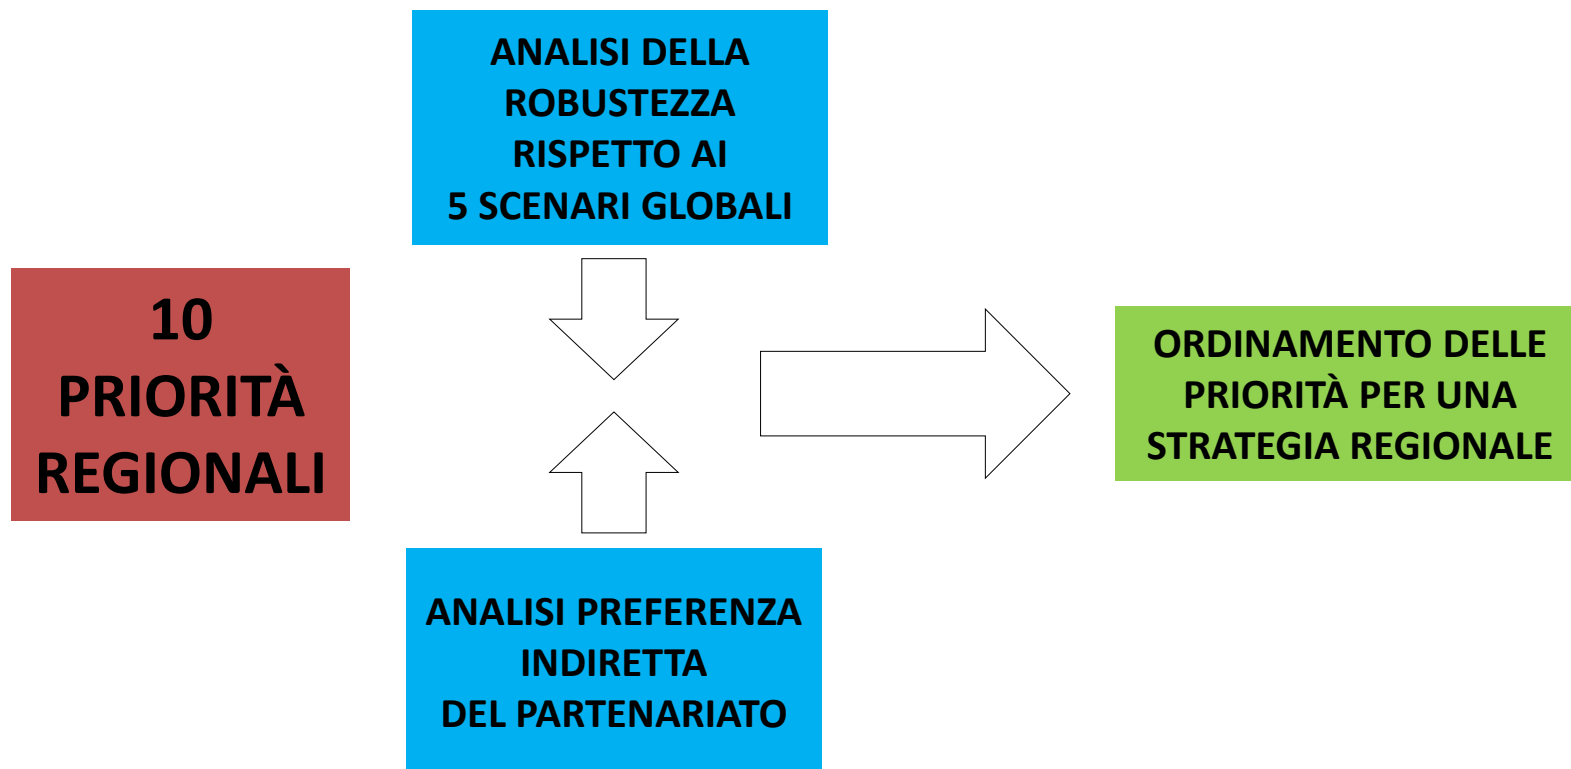 10
PRIORITÀ
REGIONALI
ANALISI DELLA
ROBUSTEZZA
RISPETTO AI
5 SCENARI GLOBALI
ANALISI PREFERENZA
INDIRETTA
DEL PARTENARIATO
ORDINAMENTO DELLE
PRIORITÀ PER UNA
STRATEGIA REGIONALE